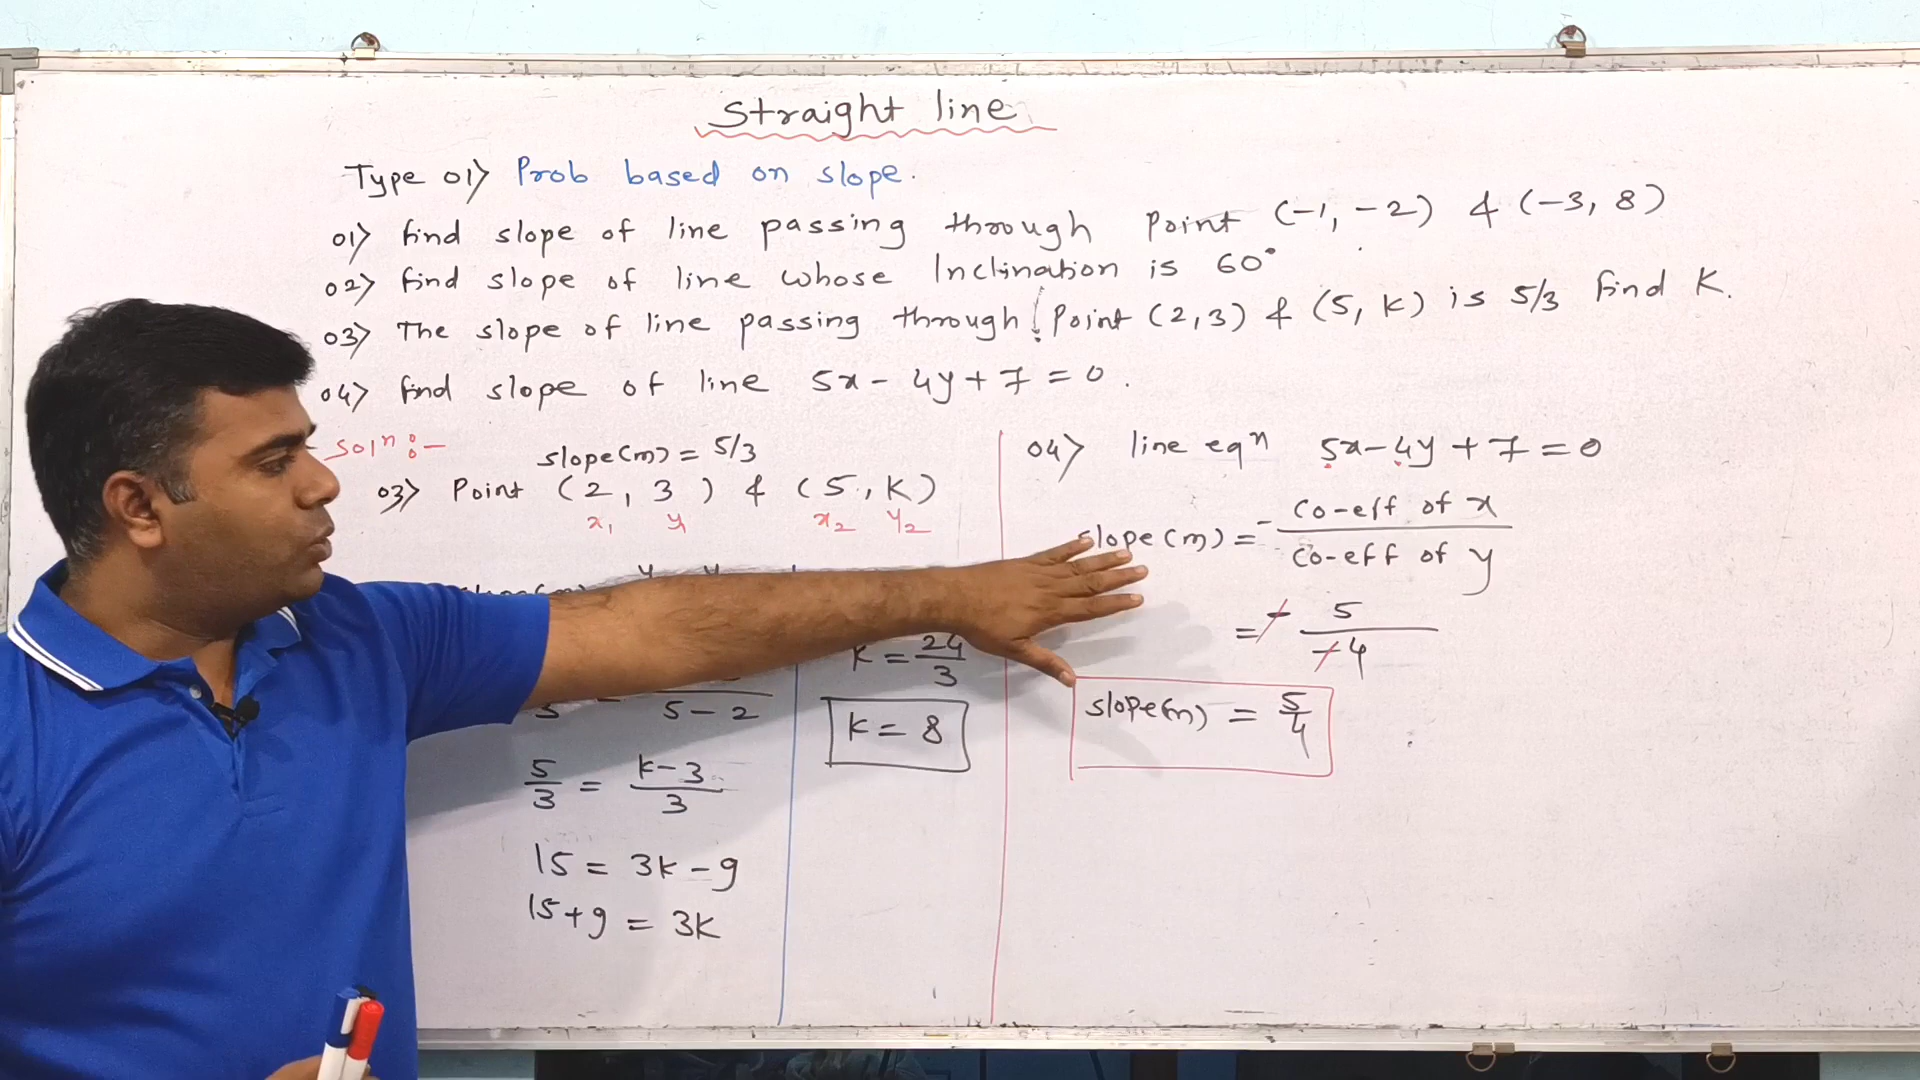 Straight line
Type 01) Prob based on slope.
01) find slope of line passing through Point (-1, -2) & (-3, 8)
02) find slope of line whose Inclination is 60°
03) The slope of line passing through Point (2,3) & (5, k) is 5/3 find K.
04) find slope of line 5x - 4y + 7 = 0.
Solⁿ:-
slope(m) = 5/3
03) Point (2, 3) & (5, K)
x₁ y₁ x₂ y₂
5 - 2
5/3 = k-3/3
15 = 3k - 9
15+9 = 3K
K = 24/3
k = 8
04) line eqⁿ 5x - 4y + 7 = 0
slope(m) = - co-eff of x / co-eff of y
= - 5/-4
slope(m) = 5/4